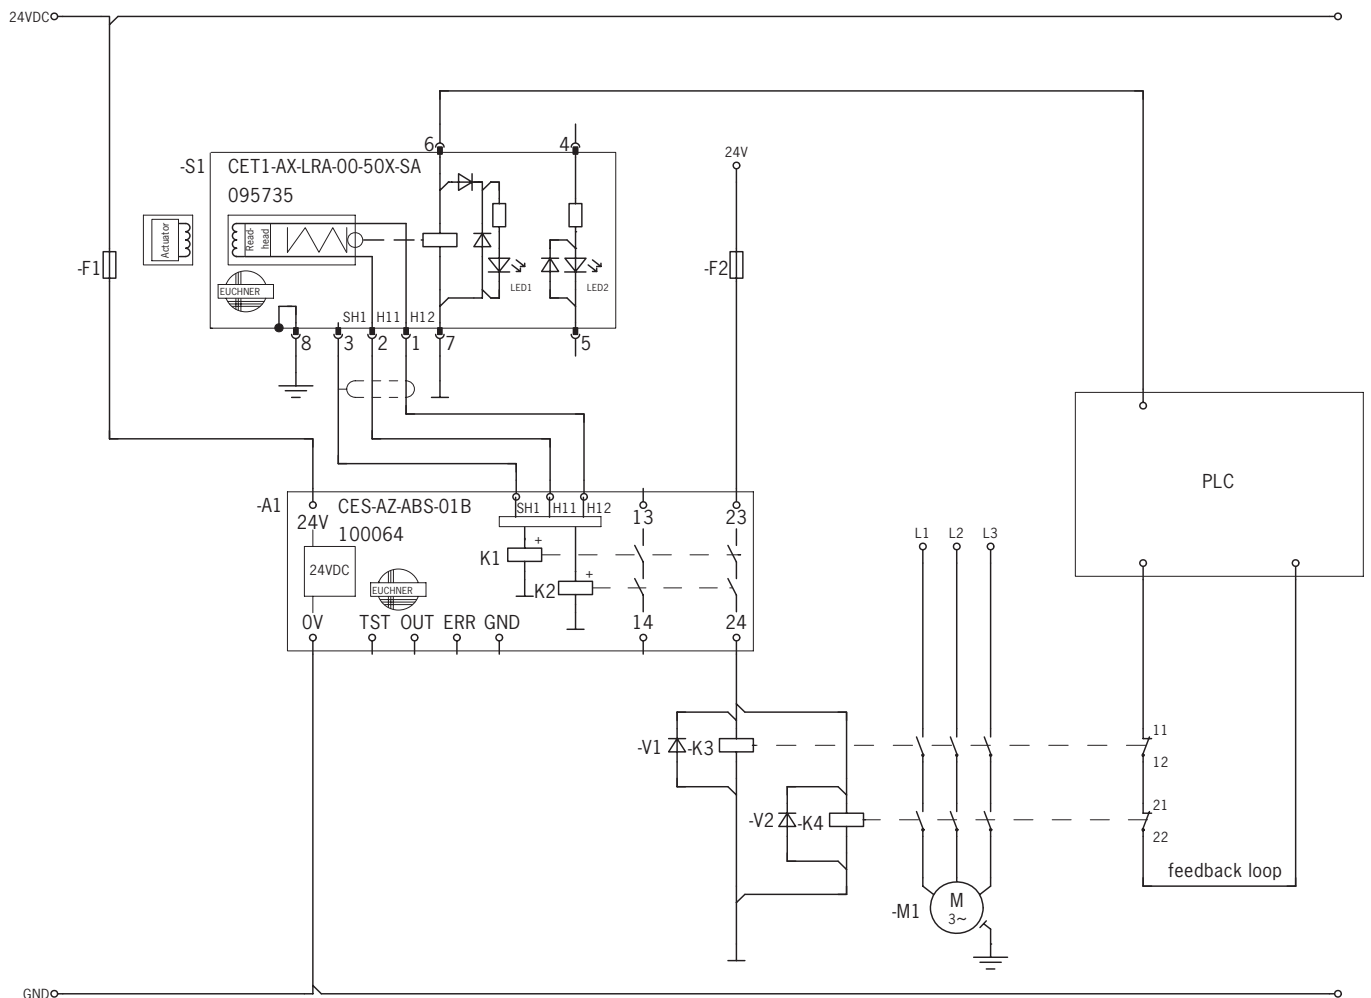 24VDC
6
4
-S1
CET1-AX-LRA-00-50X-SA
095735
24V
Actuator
Read-
head
-F1
-F2
EUCHNER
LED1
LED2
SH1
H11
H12
8
3
2
1
7
5
PLC
-A1
CES-AZ-ABS-01B
100064
24V
SH1
H11
H12
13
23
24VDC
K1
+
K2
+
EUCHNER
0V
TST
OUT
ERR
GND
14
24
L1
L2
L3
-V1
-K3
11
12
-V2
-K4
21
22
feedback loop
-M1
M
3~
GND